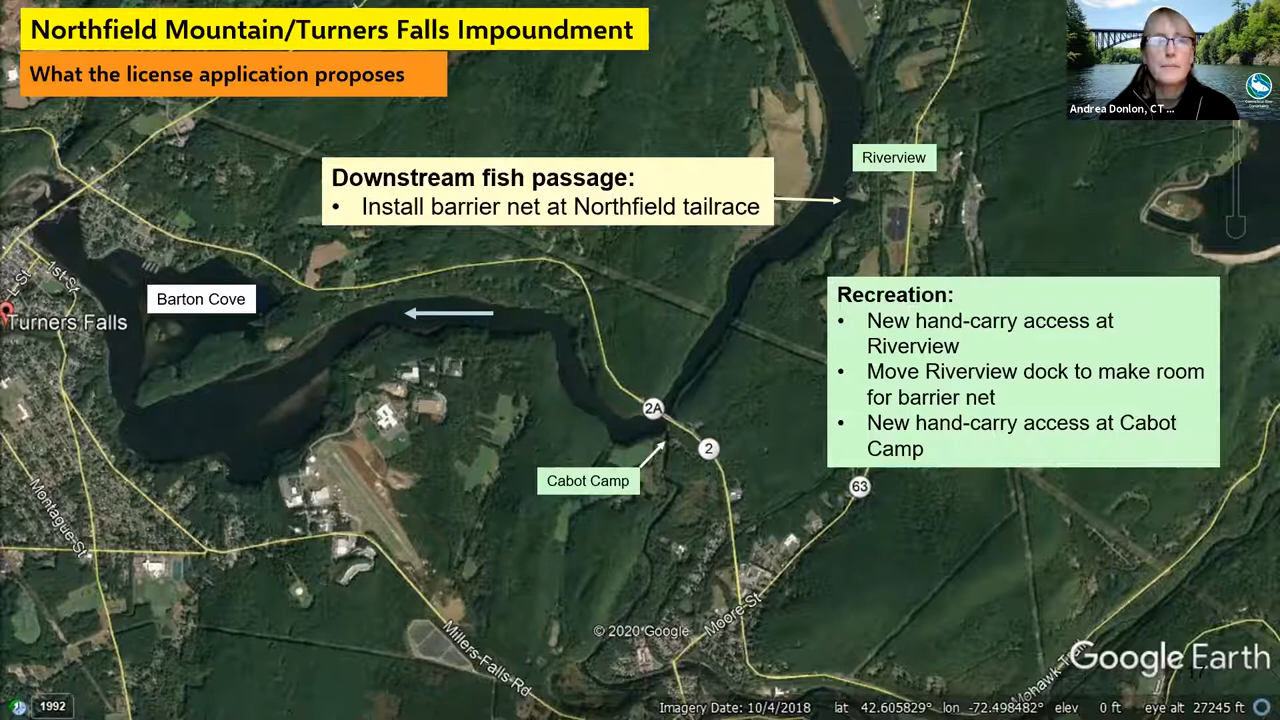 Northfield Mountain/Turners Falls Impoundment
What the license application proposes
Andrea Donlon, CT ...
Riverview
Downstream fish passage:
• Install barrier net at Northfield tailrace
1st St
L St
Barton Cove
Turners Falls
Recreation:
• New hand-carry access at
Riverview
• Move Riverview dock to make room
for barrier net
• New hand-carry access at Cabot
Camp
2A
2
Cabot Camp
63
Montague St
Moore St
© 2020 Google
Millers Falls Rd
Mohawk
Google Earth
1992
Imagery Date: 10/4/2018 lat 42.605829° lon -72.498482° elev 0 ft eye alt 27245 ft